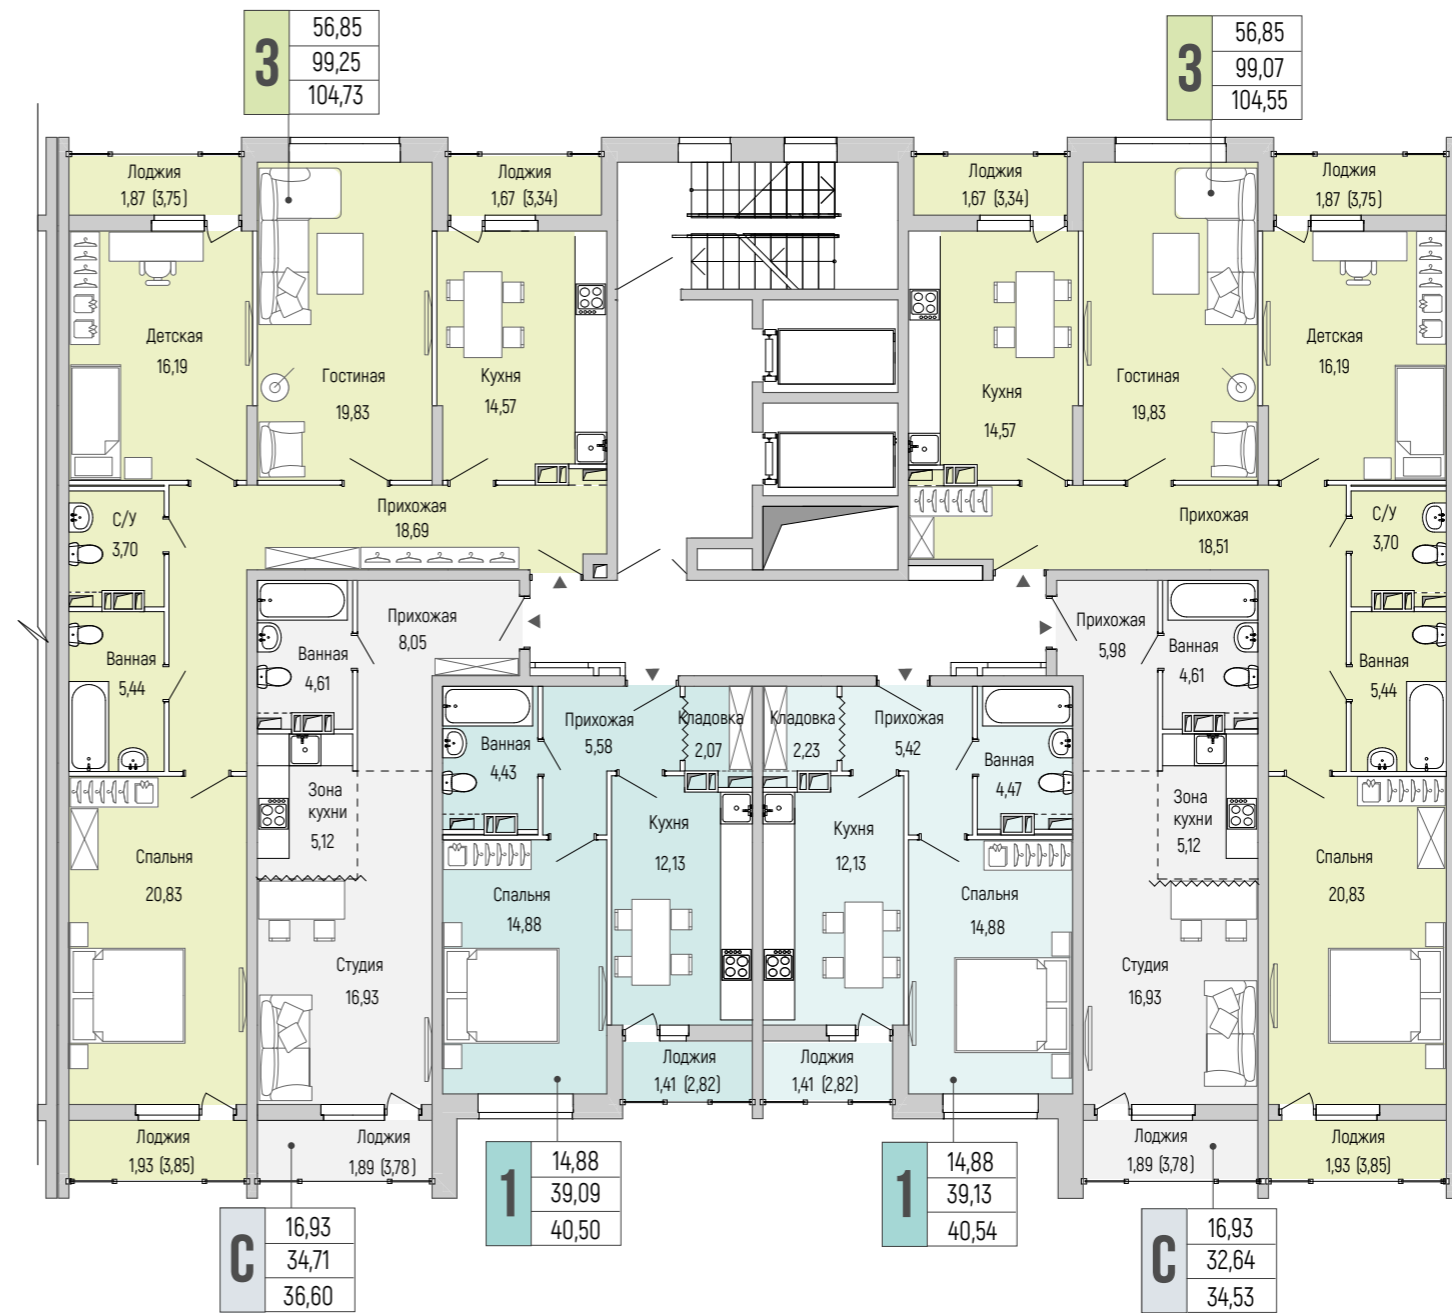 3
56,85
99,25
104,73
3
56,85
99,07
104,55
Лоджия
1,87 (3,75)
Лоджия
1,67 (3,34)
Лоджия
1,67 (3,34)
Лоджия
1,87 (3,75)
Детская
16,19
Гостиная
19,83
Кухня
14,57
Кухня
14,57
Гостиная
19,83
Детская
16,19
С/У
3,70
Прихожая
18,69
Прихожая
18,51
С/У
3,70
Ванная
5,44
Ванная
4,61
Прихожая
8,05
Прихожая
5,98
Ванная
4,61
Ванная
5,44
Ванная
4,43
Прихожая
5,58
Кладовка
2,07
Кладовка
2,23
Прихожая
5,42
Ванная
4,47
Зона
кухни
5,12
Кухня
12,13
Кухня
12,13
Зона
кухни
5,12
Спальня
20,83
Спальня
14,88
Спальня
14,88
Спальня
20,83
Студия
16,93
Студия
16,93
Лоджия
1,41 (2,82)
Лоджия
1,41 (2,82)
Лоджия
1,93 (3,85)
Лоджия
1,89 (3,78)
Лоджия
1,89 (3,78)
Лоджия
1,93 (3,85)
1
14,88
39,09
40,50
1
14,88
39,13
40,54
С
16,93
34,71
36,60
С
16,93
32,64
34,53